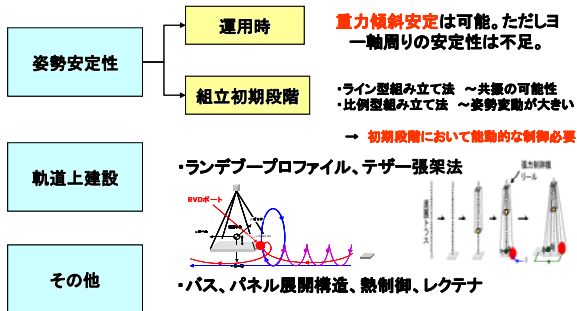 運用時
重力傾斜安定は可能。ただしヨ
ー軸周りの安定性は不足。
姿勢安定性
組立初期段階
・ライン型組み立て法 ～共振の可能性
・比例型組み立て法 ～姿勢変動が大きい
→ 初期段階において能動的な制御必要
軌道上建設
・ランデブープロファイル、テザー張架法
RVDポート
張力制御機
リール
その他
・バス、パネル展開構造、熱制御、レクテナ